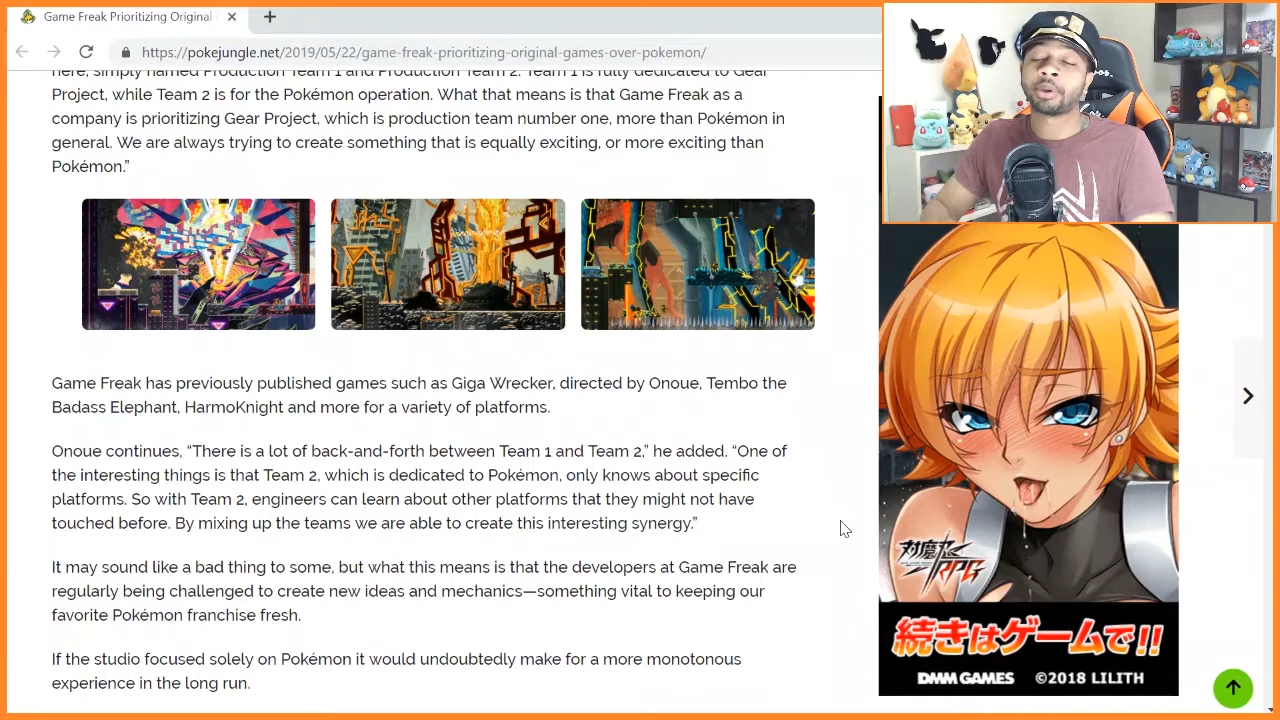 Game Freak Prioritizing Original
https://pokejungle.net/2019/05/22/game-freak-prioritizing-original-games-over-pokemon/
here, simply named Production Team 1 and Production Team 2. Team 1 is fully dedicated to Gear
Project, while Team 2 is for the Pokémon operation. What that means is that Game Freak as a
company is prioritizing Gear Project, which is production team number one, more than Pokémon in
general. We are always trying to create something that is equally exciting, or more exciting than
Pokémon.”
Game Freak has previously published games such as Giga Wrecker, directed by Onoue, Tembo the
Badass Elephant, HarmoKnight and more for a variety of platforms.
Onoue continues, “There is a lot of back-and-forth between Team 1 and Team 2,” he added. “One of
the interesting things is that Team 2, which is dedicated to Pokémon, only knows about specific
platforms. So with Team 2, engineers can learn about other platforms that they might not have
touched before. By mixing up the teams we are able to create this interesting synergy.”
It may sound like a bad thing to some, but what this means is that the developers at Game Freak are
regularly being challenged to create new ideas and mechanics—something vital to keeping our
favorite Pokémon franchise fresh.
If the studio focused solely on Pokémon it would undoubtedly make for a more monotonous
experience in the long run.
対魔忍
RPG
続きはゲームで!!
DMM GAMES ©2018 LILITH